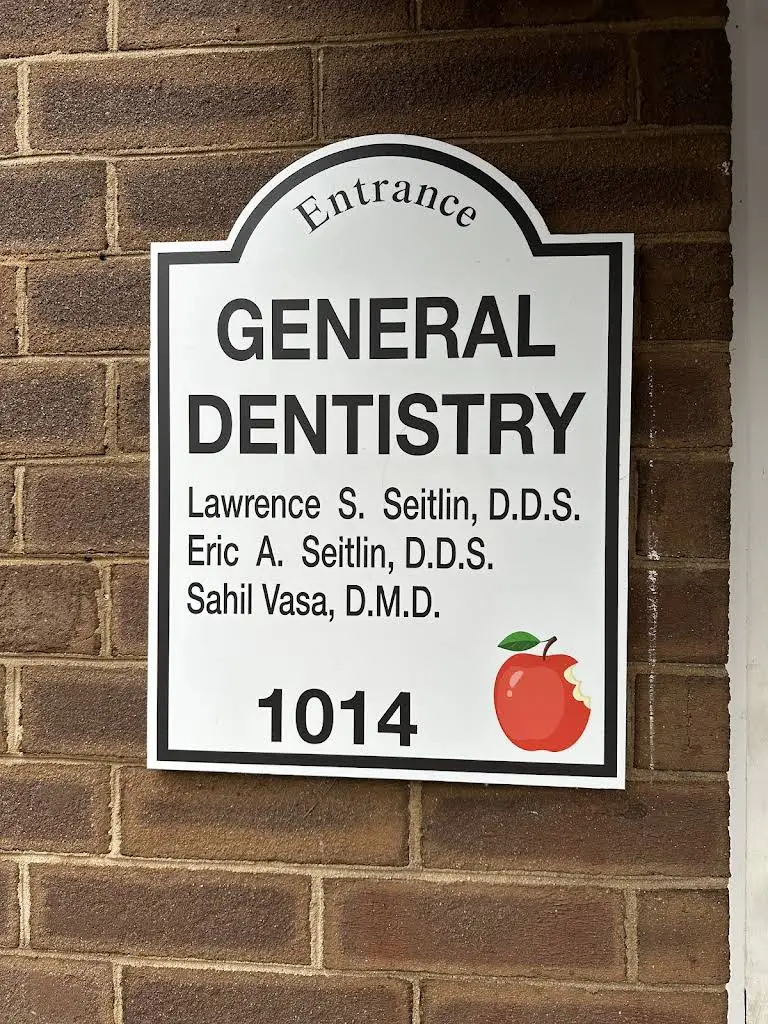 Entrance
GENERAL
DENTISTRY
Lawrence S. Seitlin, D.D.S.
Eric A. Seitlin, D.D.S.
Sahil Vasa, D.M.D.
1014